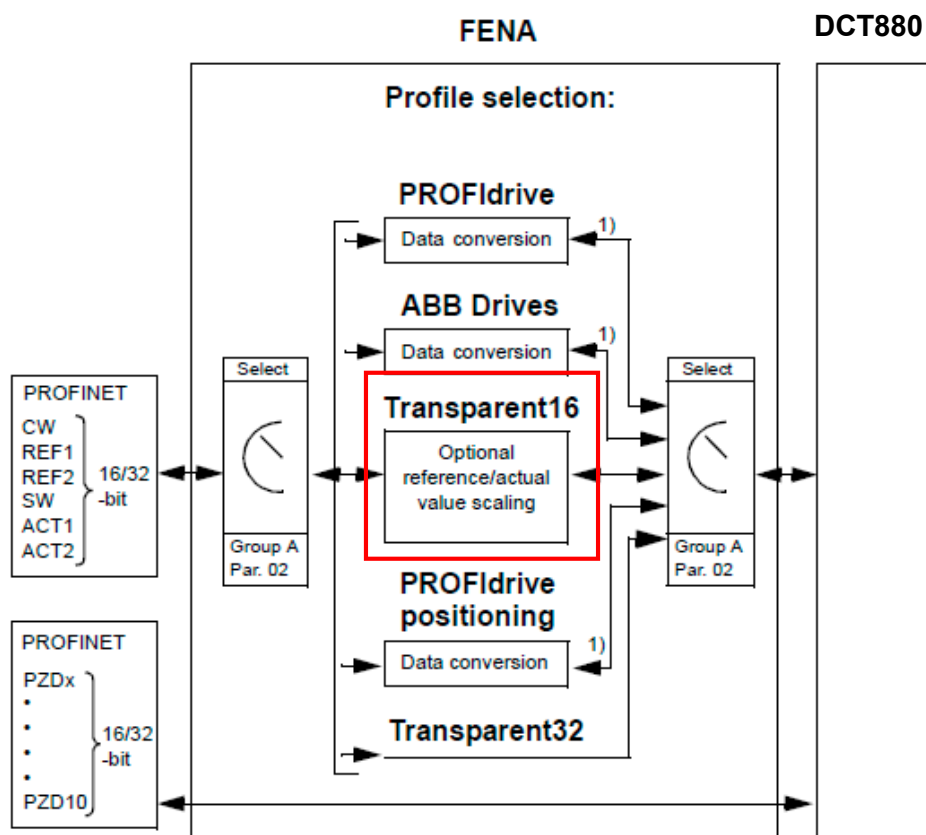 FENA
DCT880
Profile selection:
PROFIdrive
Data conversion
1)
ABB Drives
Data conversion
1)
Select
Group A
Par. 02
Transparent16
Optional
reference/actual
value scaling
Select
Group A
Par. 02
PROFINET
CW
REF1
REF2
SW
ACT1
ACT2
16/32
-bit
PROFIdrive
positioning
Data conversion
1)
Transparent32
PROFINET
PZDx
•
•
•
•
PZD10
16/32
-bit